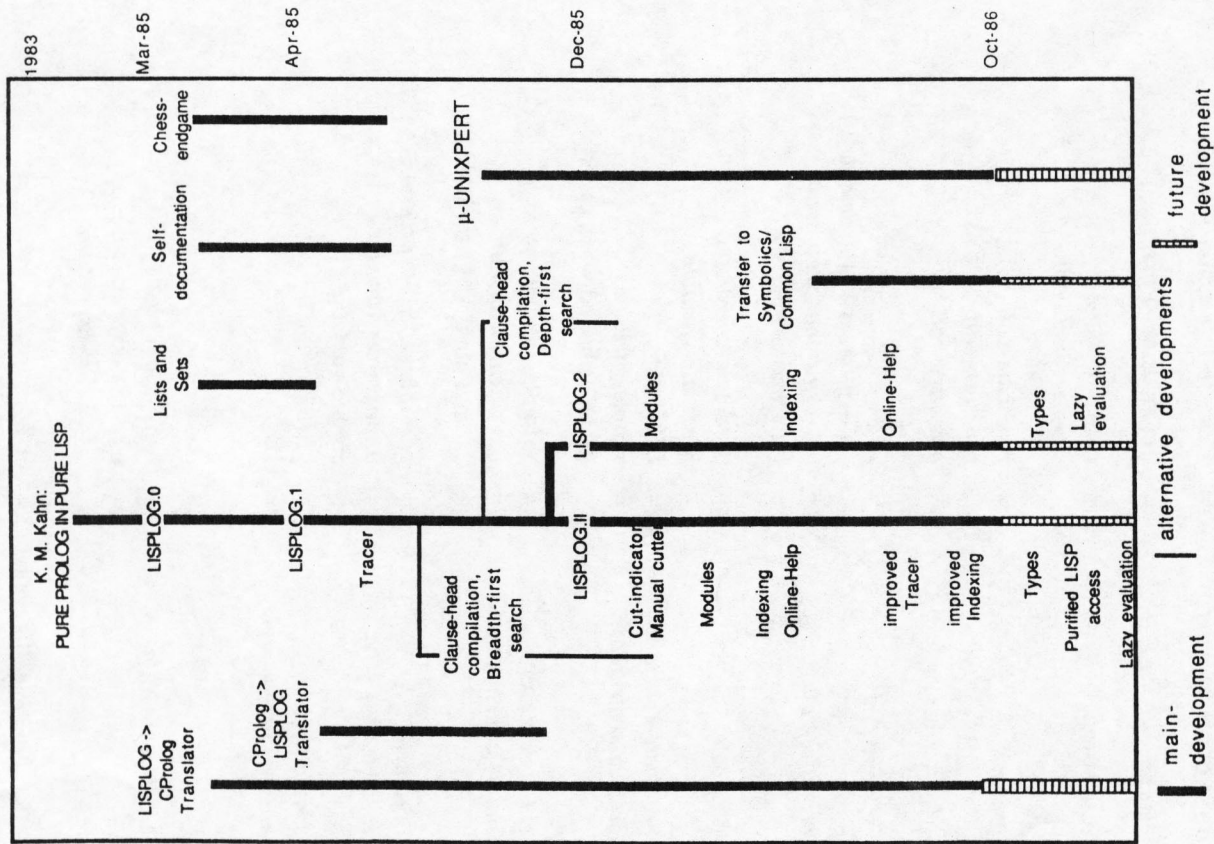 1983
Mar-85
Apr-85
Dec-85
Oct-86
K. M. Kahn:
PURE PROLOG IN PURE LISP
LISPLOG ->
CProlog
Translator
LISPLOG.0
Lists and
Sets
Self-
documentation
Chess-
endgame
CProlog ->
LISPLOG
Translator
LISPLOG.1
Tracer
Clause-head
compilation,
Breadth-first
search
Clause-head
compilation,
Depth-first
search
µ-UNIXPERT
LISPLOG.II
LISPLOG.2
Cut-indicator
Manual cutter
Modules
Modules
Indexing
Online-Help
Indexing
Transfer to
Symbolics/
Common Lisp
improved
Tracer
Online-Help
improved
Indexing
Types
Types
Purified LISP
access
Lazy
evaluation
Lazy evaluation
main-
development
alternative developments
future
development